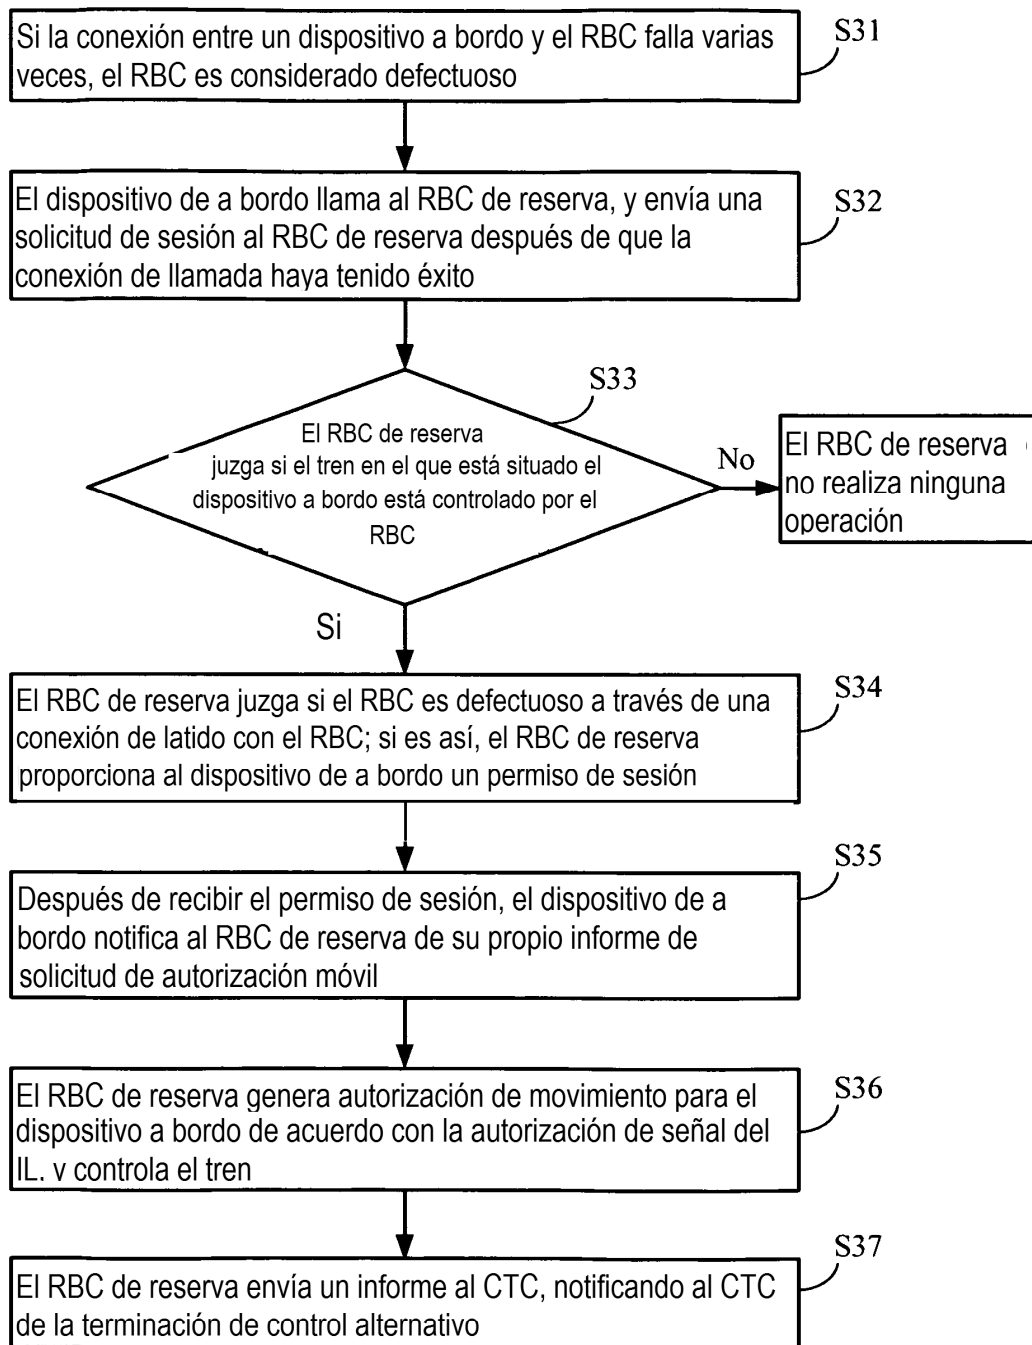 Si la conexión entre un dispositivo a bordo y el RBC falla varias
veces, el RBC es considerado defectuoso
S31
El dispositivo de a bordo llama al RBC de reserva, y envía una
solicitud de sesión al RBC de reserva después de que la
conexión de llamada haya tenido éxito
S32
S33
El RBC de reserva
juzga si el tren en el que está situado el
dispositivo a bordo está controlado por el
RBC
No
El RBC de reserva
no realiza ninguna
operación
Si
El RBC de reserva juzga si el RBC es defectuoso a través de una
conexión de latido con el RBC; si es así, el RBC de reserva
proporciona al dispositivo de a bordo un permiso de sesión
S34
Después de recibir el permiso de sesión, el dispositivo de a
bordo notifica al RBC de reserva de su propio informe de
solicitud de autorización móvil
S35
El RBC de reserva genera autorización de movimiento para el
dispositivo a bordo de acuerdo con la autorización de señal del
IL. v controla el tren
S36
El RBC de reserva envía un informe al CTC, notificando al CTC
de la terminación de control alternativo
S37